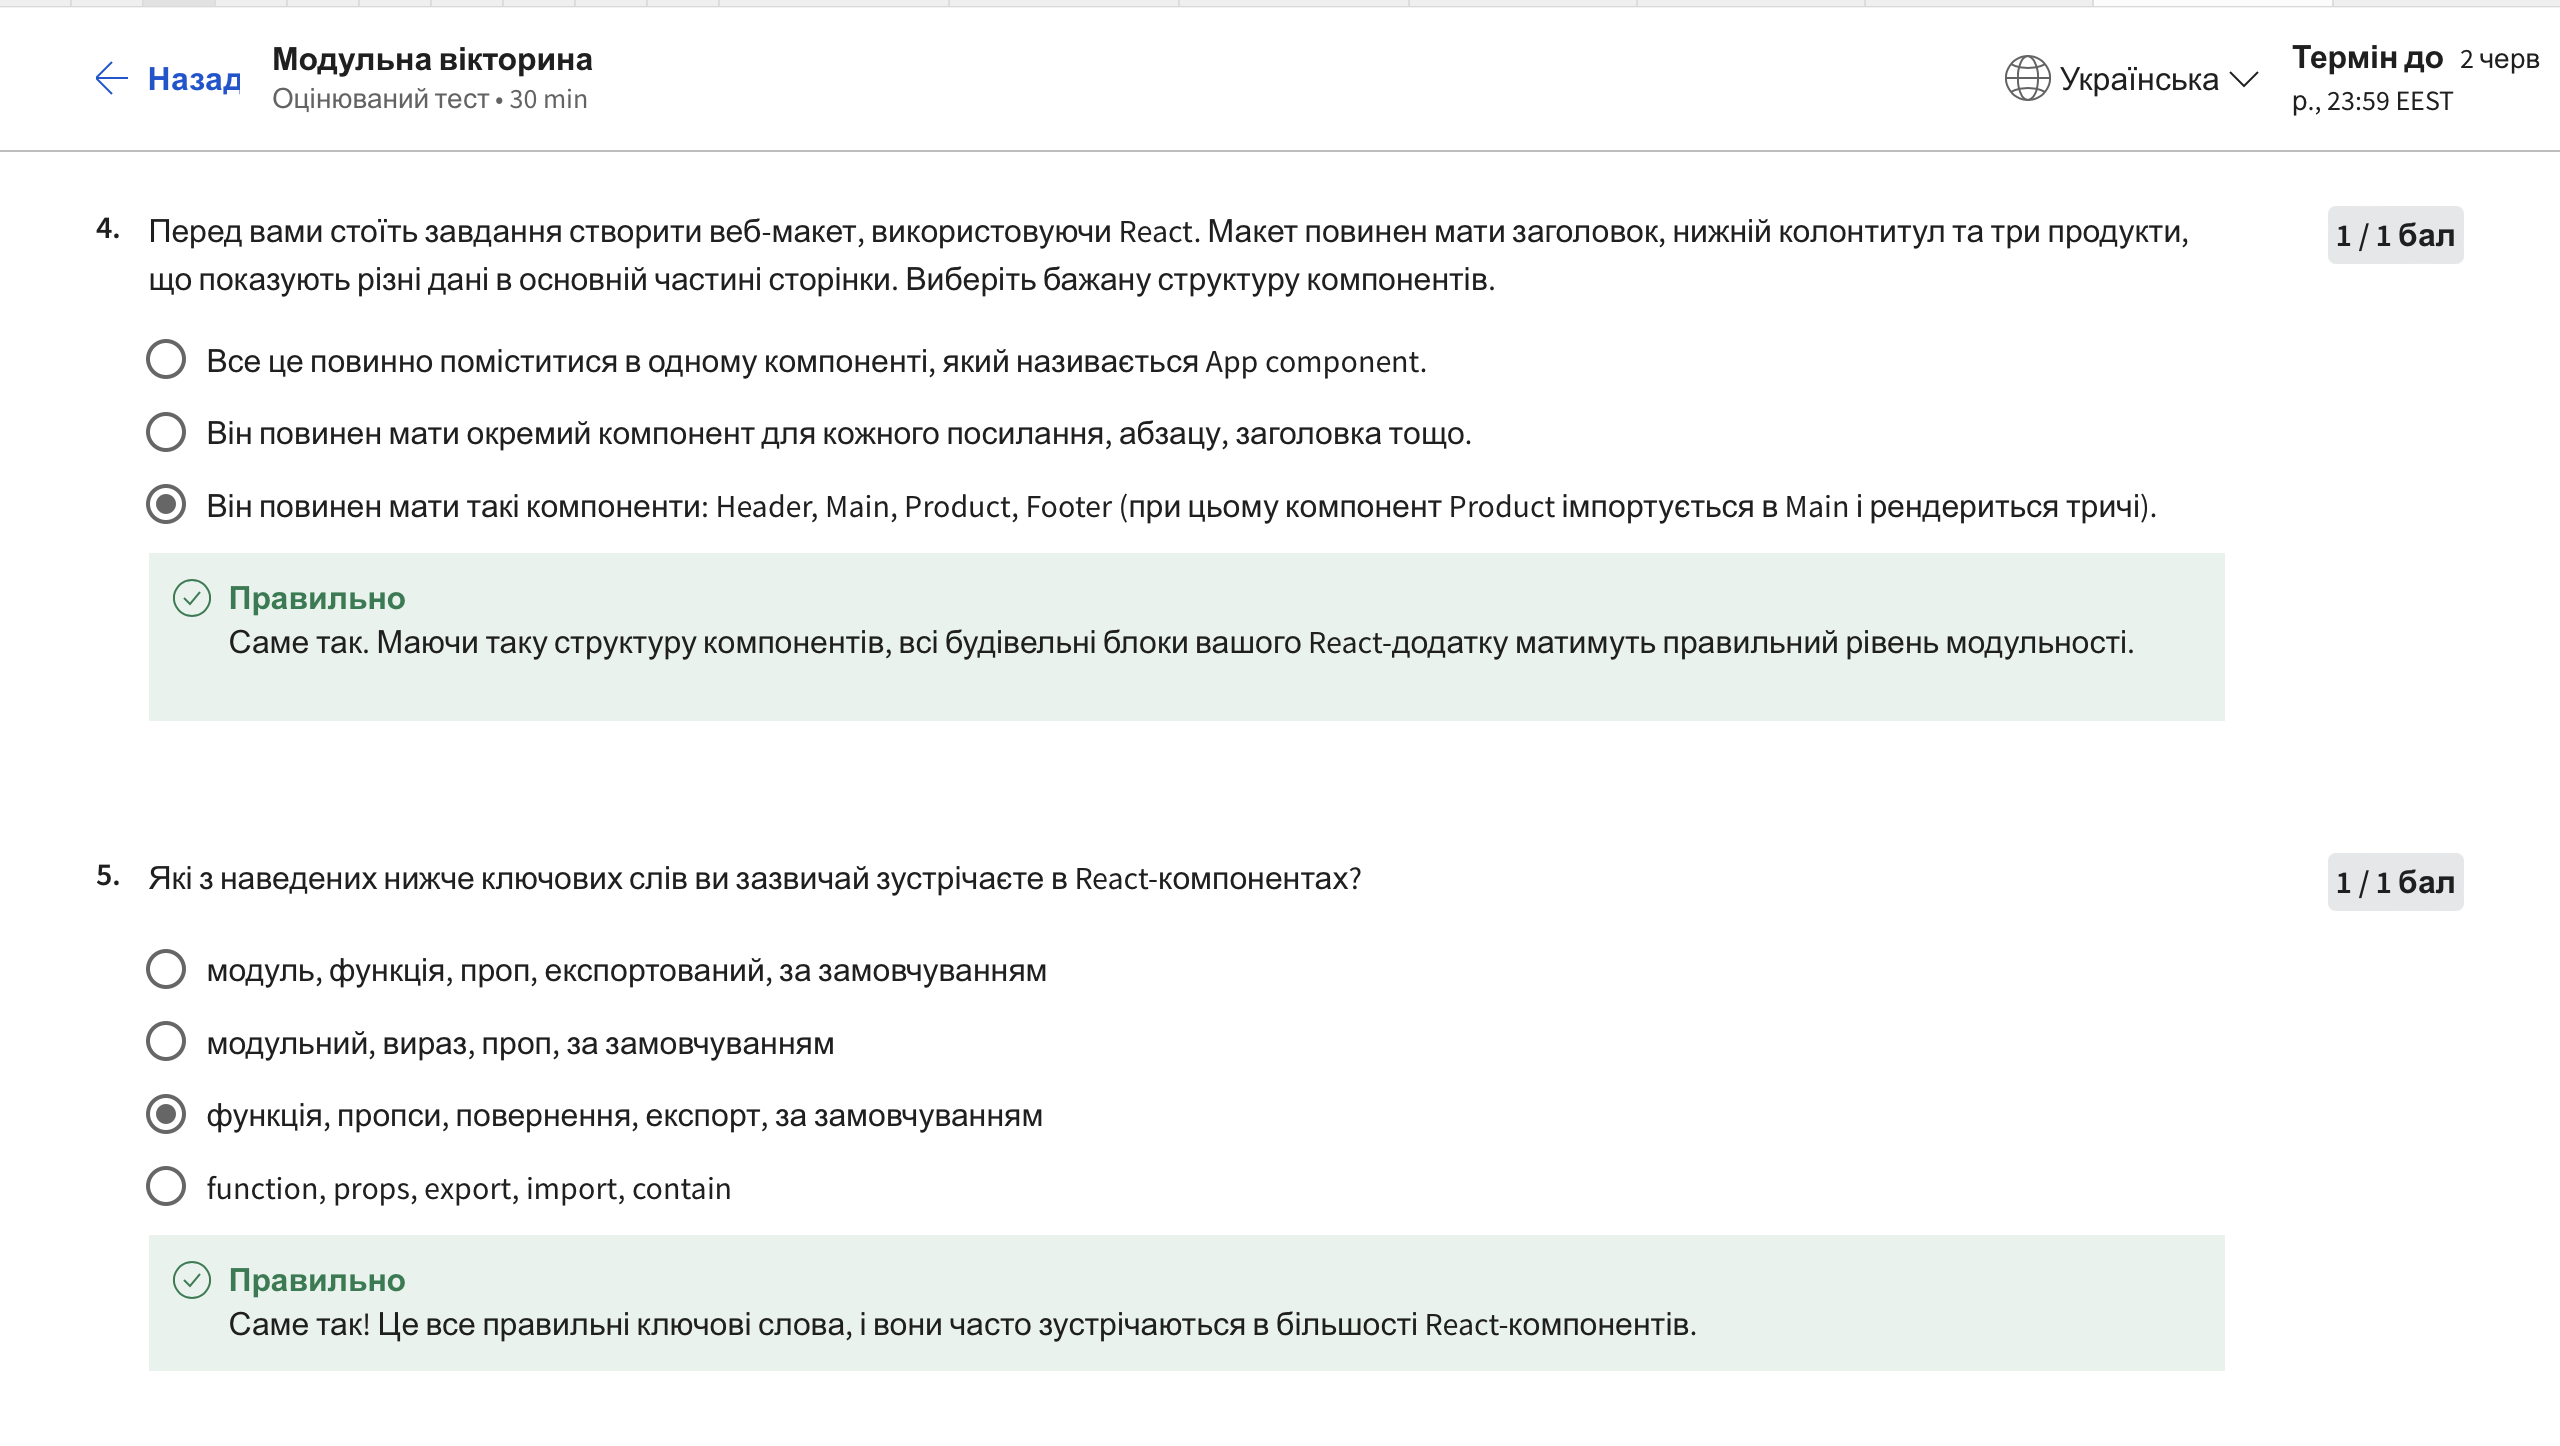 Назад
Модульна вікторина
Оцінюваний тест • 30 min
Українська
Термін до 2 черв
р., 23:59 EEST
4. Перед вами стоїть завдання створити веб-макет, використовуючи React. Макет повинен мати заголовок, нижній колонтитул та три продукти,
що показують різні дані в основній частині сторінки. Виберіть бажану структуру компонентів.
1 / 1 бал
Все це повинно поміститися в одному компоненті, який називається App component.
Він повинен мати окремий компонент для кожного посилання, абзацу, заголовка тощо.
Він повинен мати такі компоненти: Header, Main, Product, Footer (при цьому компонент Product імпортується в Main і рендериться тричі).
Правильно
Саме так. Маючи таку структуру компонентів, всі будівельні блоки вашого React-додатку матимуть правильний рівень модульності.
5. Які з наведених нижче ключових слів ви зазвичай зустрічаєте в React-компонентах?
1 / 1 бал
модуль, функція, проп, експортований, за замовчуванням
модульний, вираз, проп, за замовчуванням
функція, пропси, повернення, експорт, за замовчуванням
function, props, export, import, contain
Правильно
Саме так! Це все правильні ключові слова, і вони часто зустрічаються в більшості React-компонентів.